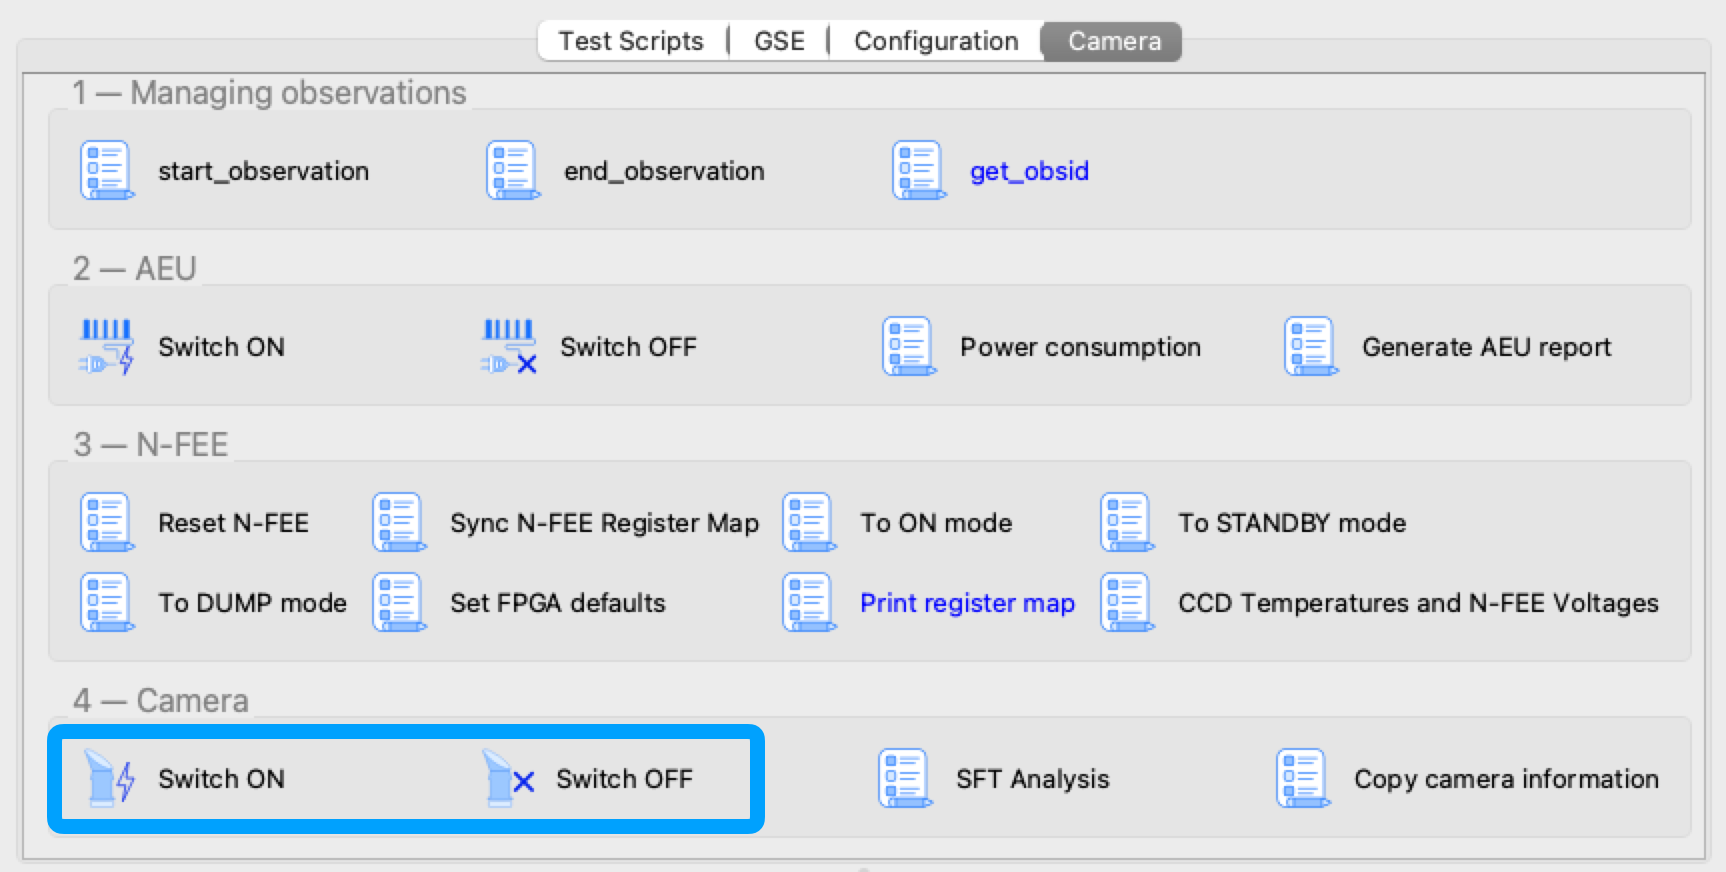 Test Scripts GSE Configuration Camera
1 — Managing observations
start_observation end_observation get_obsid
2 — AEU
Switch ON Switch OFF Power consumption Generate AEU report
3 — N-FEE
Reset N-FEE Sync N-FEE Register Map To ON mode To STANDBY mode
To DUMP mode Set FPGA defaults Print register map CCD Temperatures and N-FEE Voltages
4 — Camera
Switch ON Switch OFF SFT Analysis Copy camera information